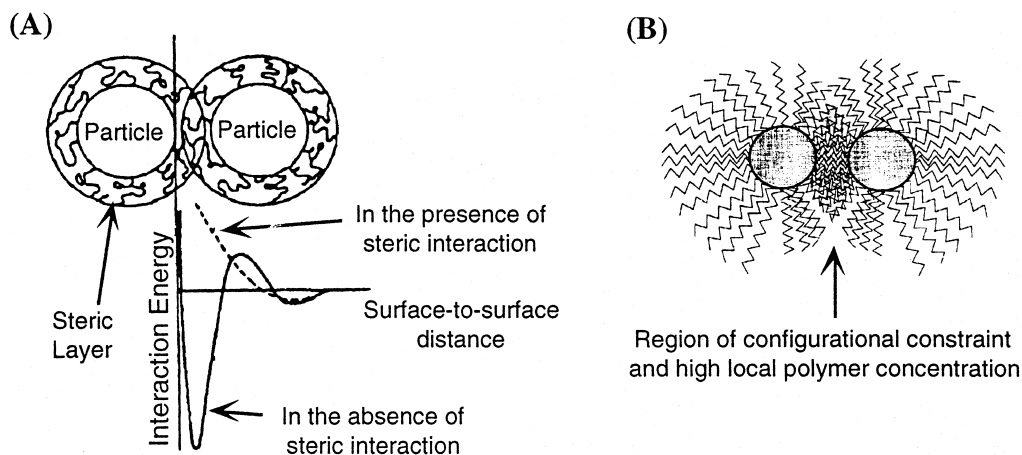 (A)
Particle
Particle
In the presence of
steric interaction
Interaction Energy
Steric
Layer
Surface-to-surface
distance
In the absence of
steric interaction
(B)
Region of configurational constraint
and high local polymer concentration